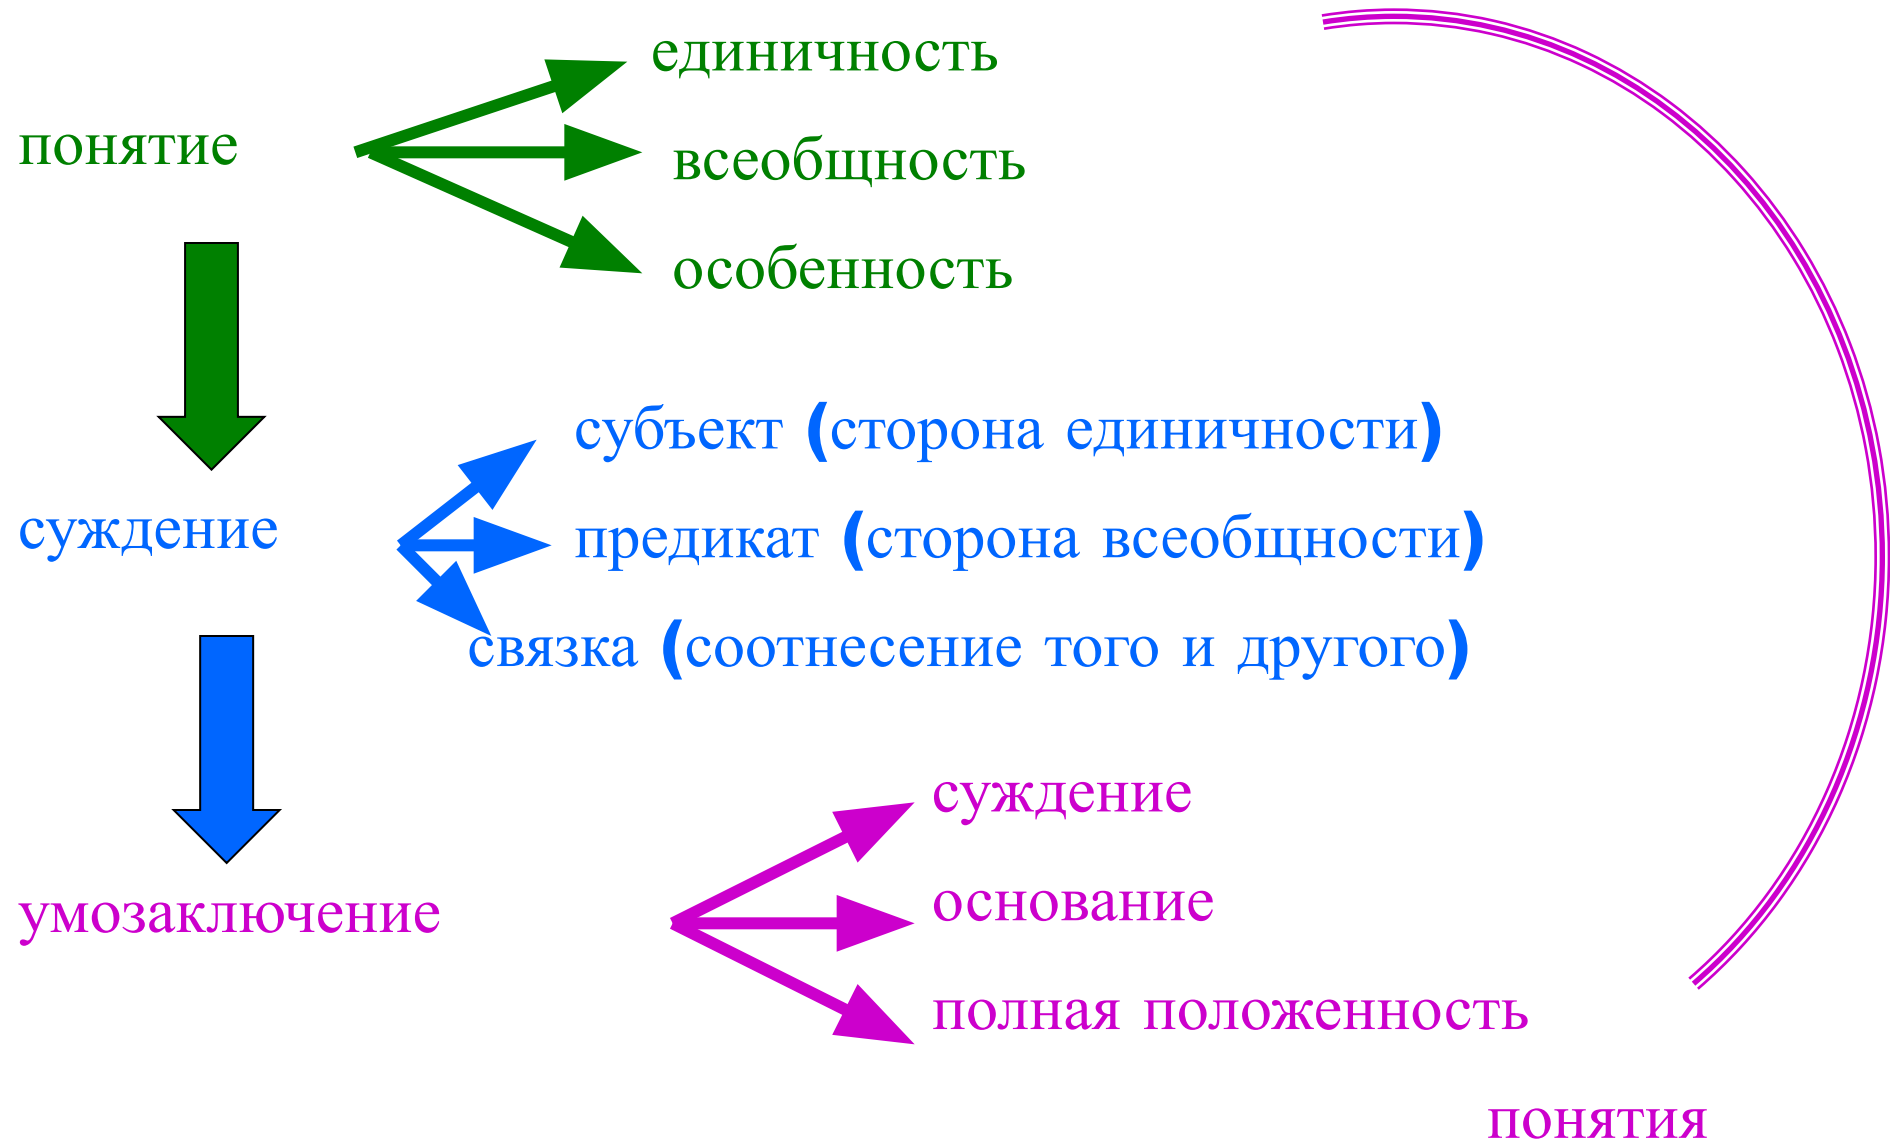 единичность
понятие
всеобщность
особенность
субъект (сторона единичности)
суждение
предикат (сторона всеобщности)
связка (соотнесение того и другого)
суждение
умозаключение
основание
полная положенность
понятия